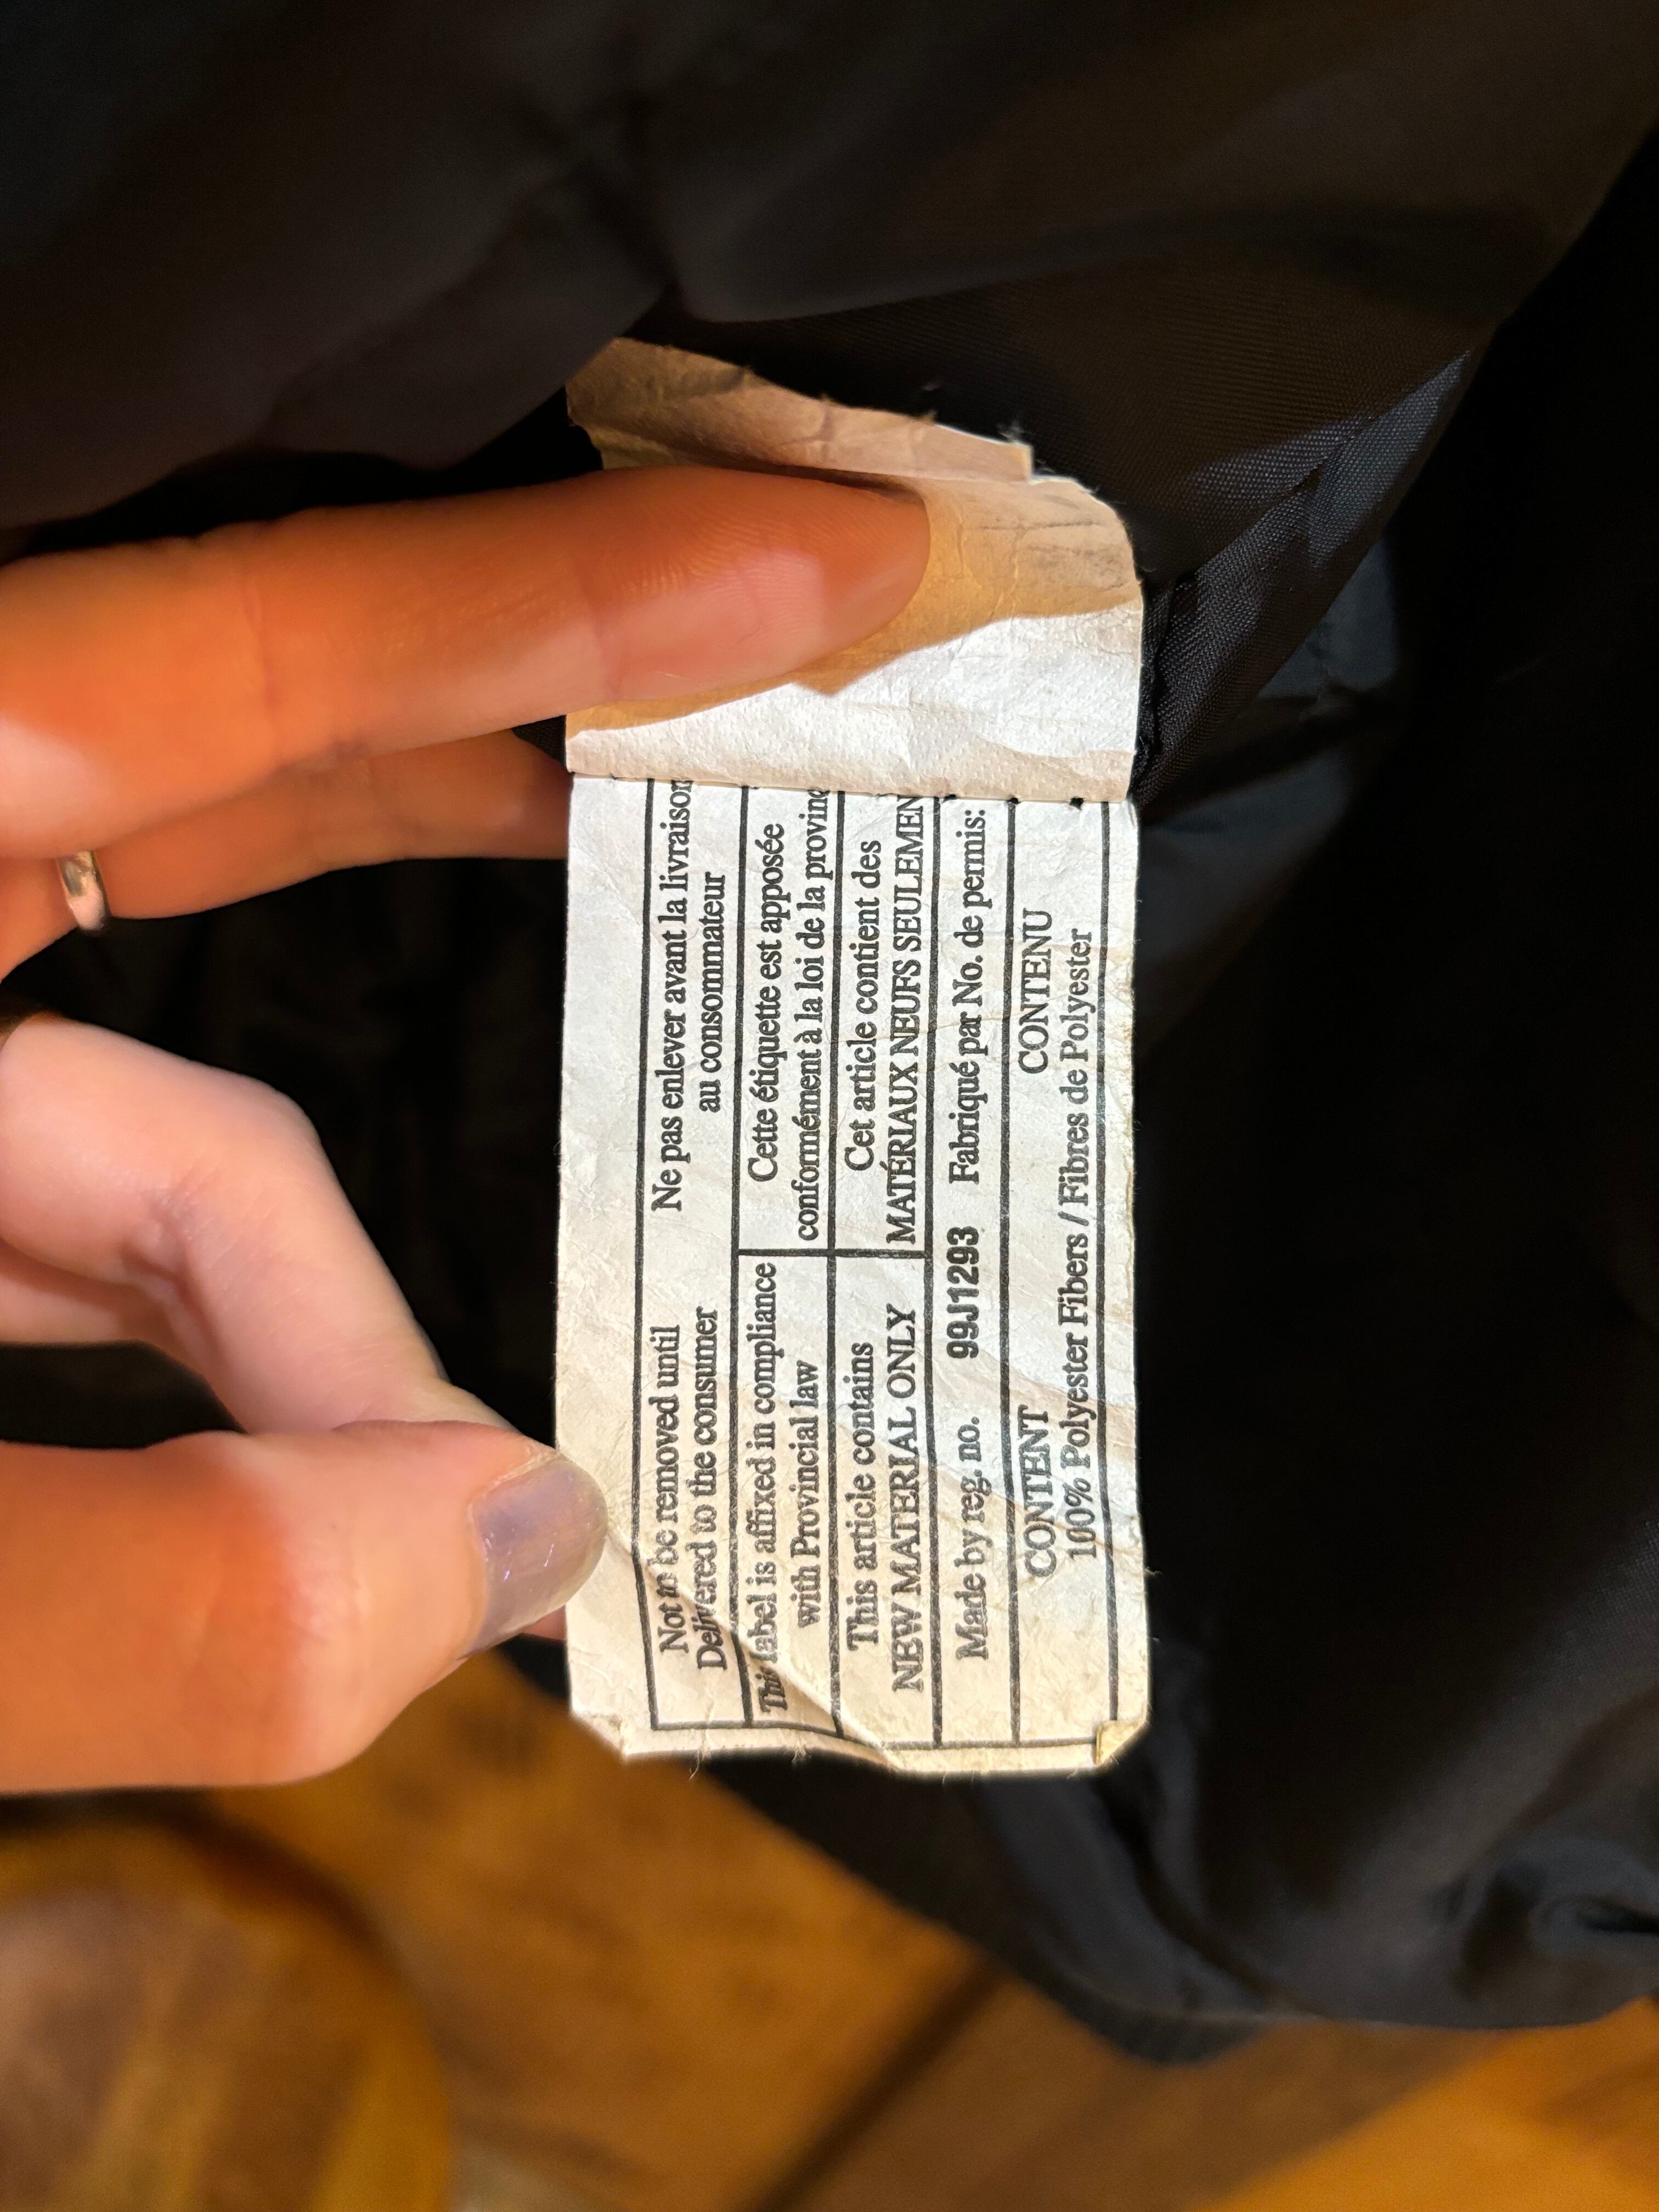 Not to be removed until
Delivered to the consumer
Ne pas enlever avant la livraison
au consommateur
This label is affixed in compliance
with Provincial law
Cette étiquette est apposée
conformément à la loi de la provinc
This article contains
NEW MATERIAL ONLY
Cet article contient des
MATÉRIAUX NEUFS SEULEMEN
Made by reg. no. 99J1293 Fabriqué par No. de permis:
CONTENT CONTENU
100% Polyester Fibers / Fibres de Polyester